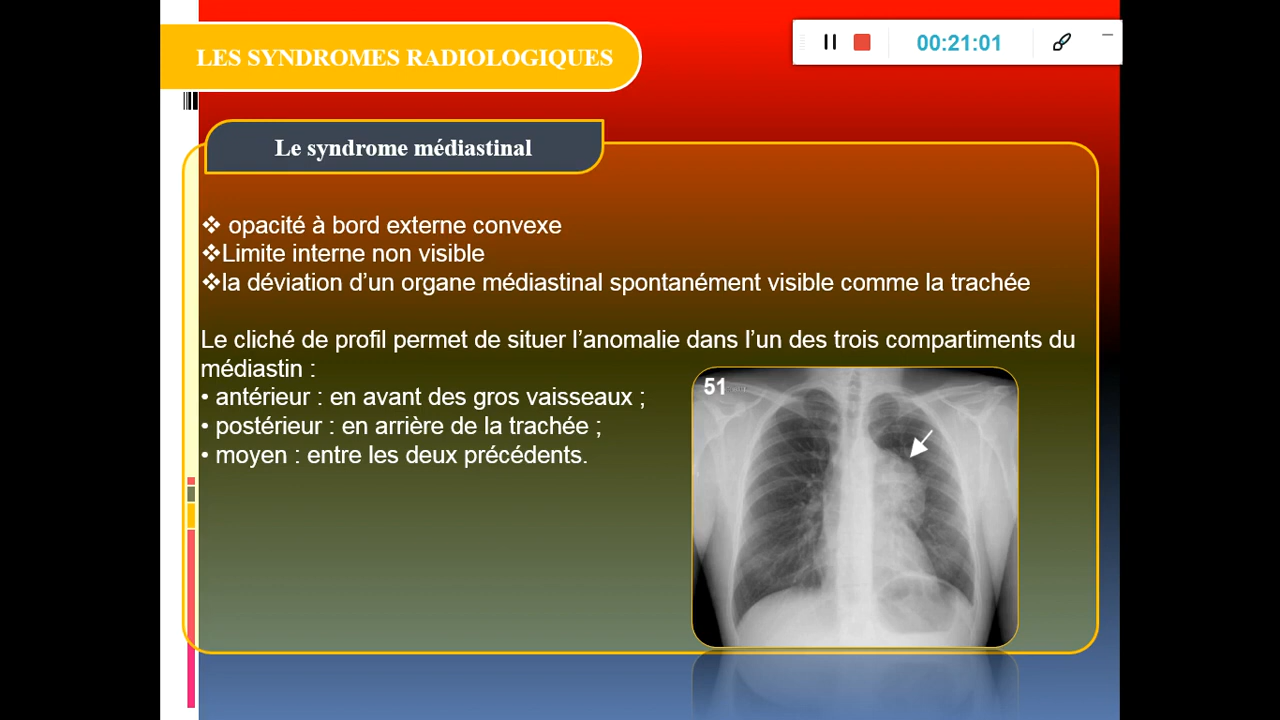 LES SYNDROMES RADIOLOGIQUES
00:21:01
Le syndrome médiastinal
❖ opacité à bord externe convexe
❖Limite interne non visible
❖la déviation d’un organe médiastinal spontanément visible comme la trachée
Le cliché de profil permet de situer l’anomalie dans l’un des trois compartiments du
médiastin :
• antérieur : en avant des gros vaisseaux ;
• postérieur : en arrière de la trachée ;
• moyen : entre les deux précédents.
51